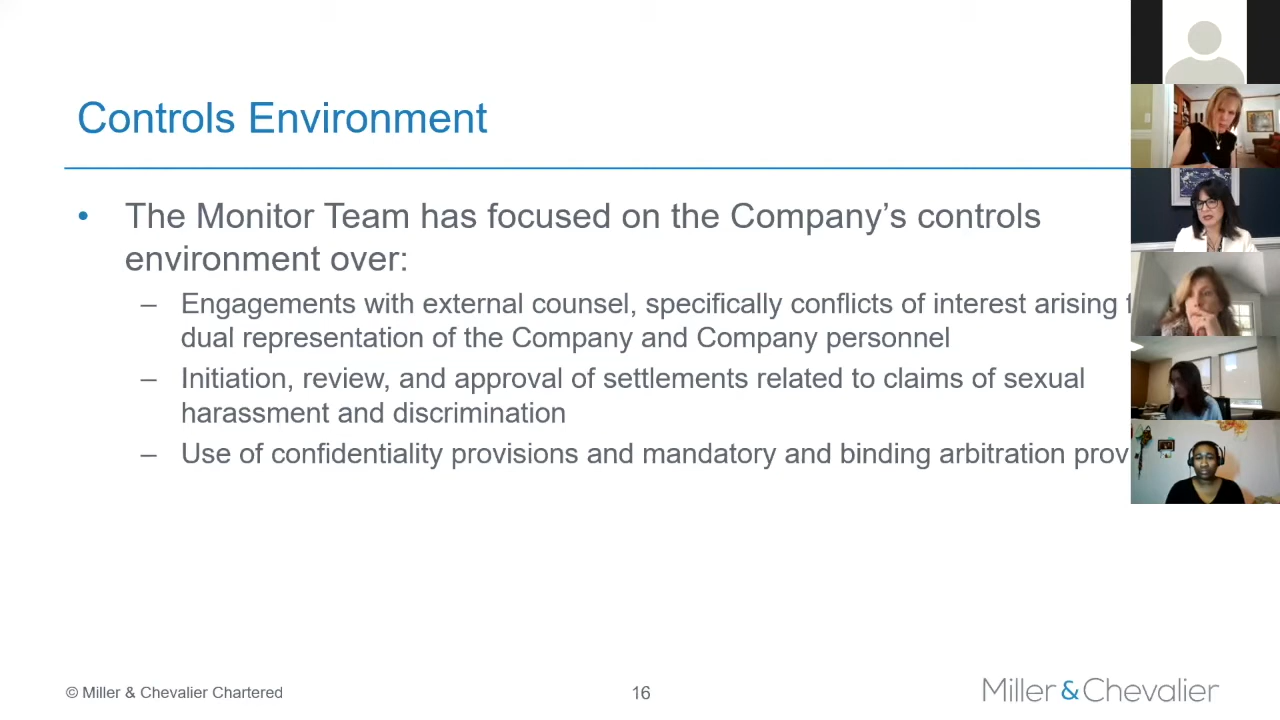 Controls Environment
• The Monitor Team has focused on the Company's controls
environment over:
– Engagements with external counsel, specifically conflicts of interest arising
dual representation of the Company and Company personnel
– Initiation, review, and approval of settlements related to claims of sexual
harassment and discrimination
– Use of confidentiality provisions and mandatory and binding arbitration
© Miller & Chevalier Chartered
16
Miller&Chevalier